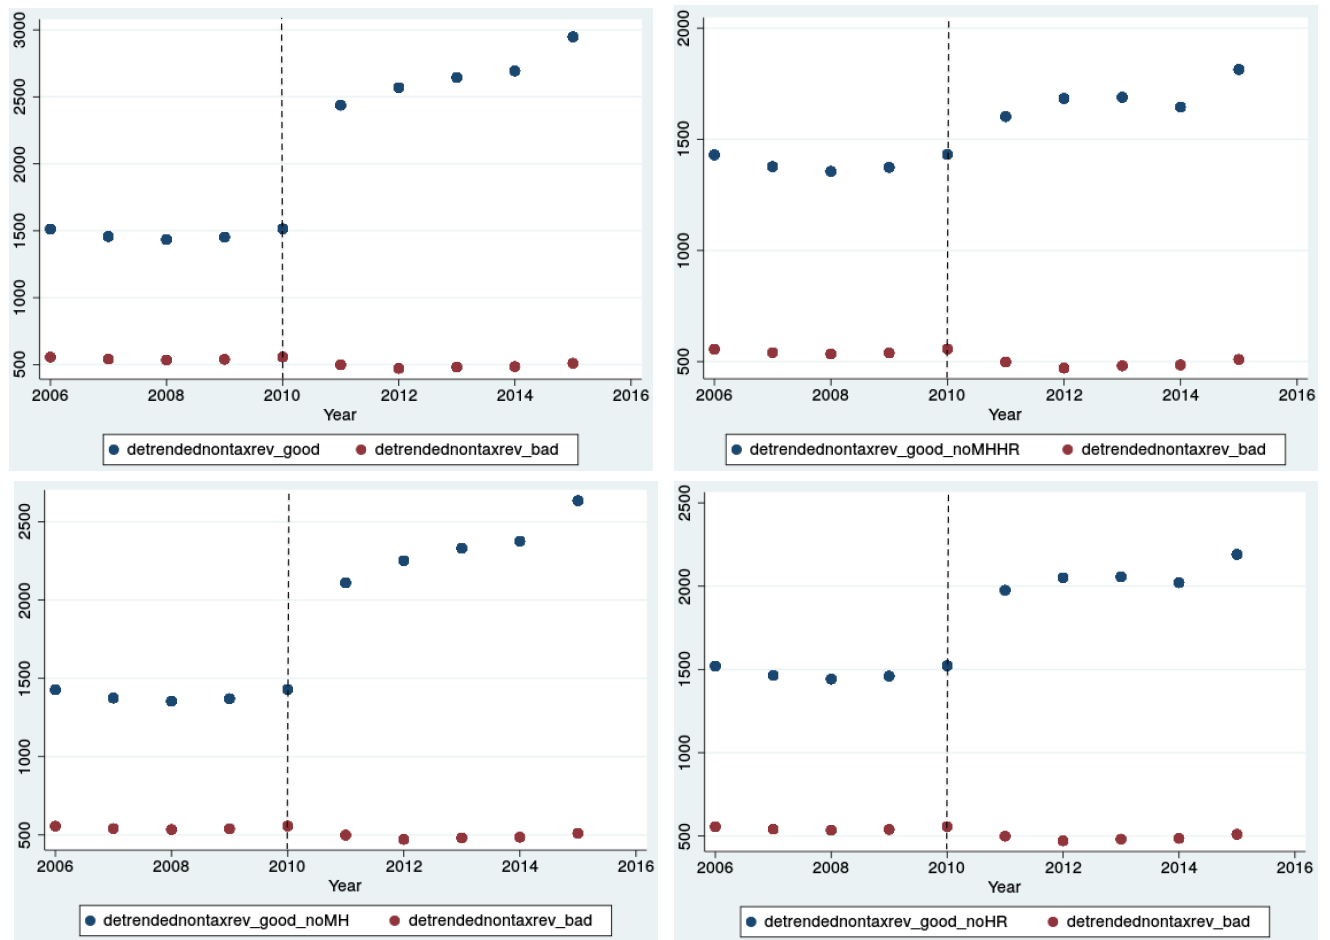 3000
2500
2000
1500
1000
500
2006 2008 2010 2012 2014 2016
Year
detrendednontaxrev_good detrendednontaxrev_bad
2000
1500
1000
500
2006 2008 2010 2012 2014 2016
Year
detrendednontaxrev_good_noMHHR detrendednontaxrev_bad
2500
2000
1500
1000
500
2006 2008 2010 2012 2014 2016
Year
detrendednontaxrev_good_noMH detrendednontaxrev_bad
2500
2000
1500
1000
500
2006 2008 2010 2012 2014 2016
Year
detrendednontaxrev_good_noHR detrendednontaxrev_bad